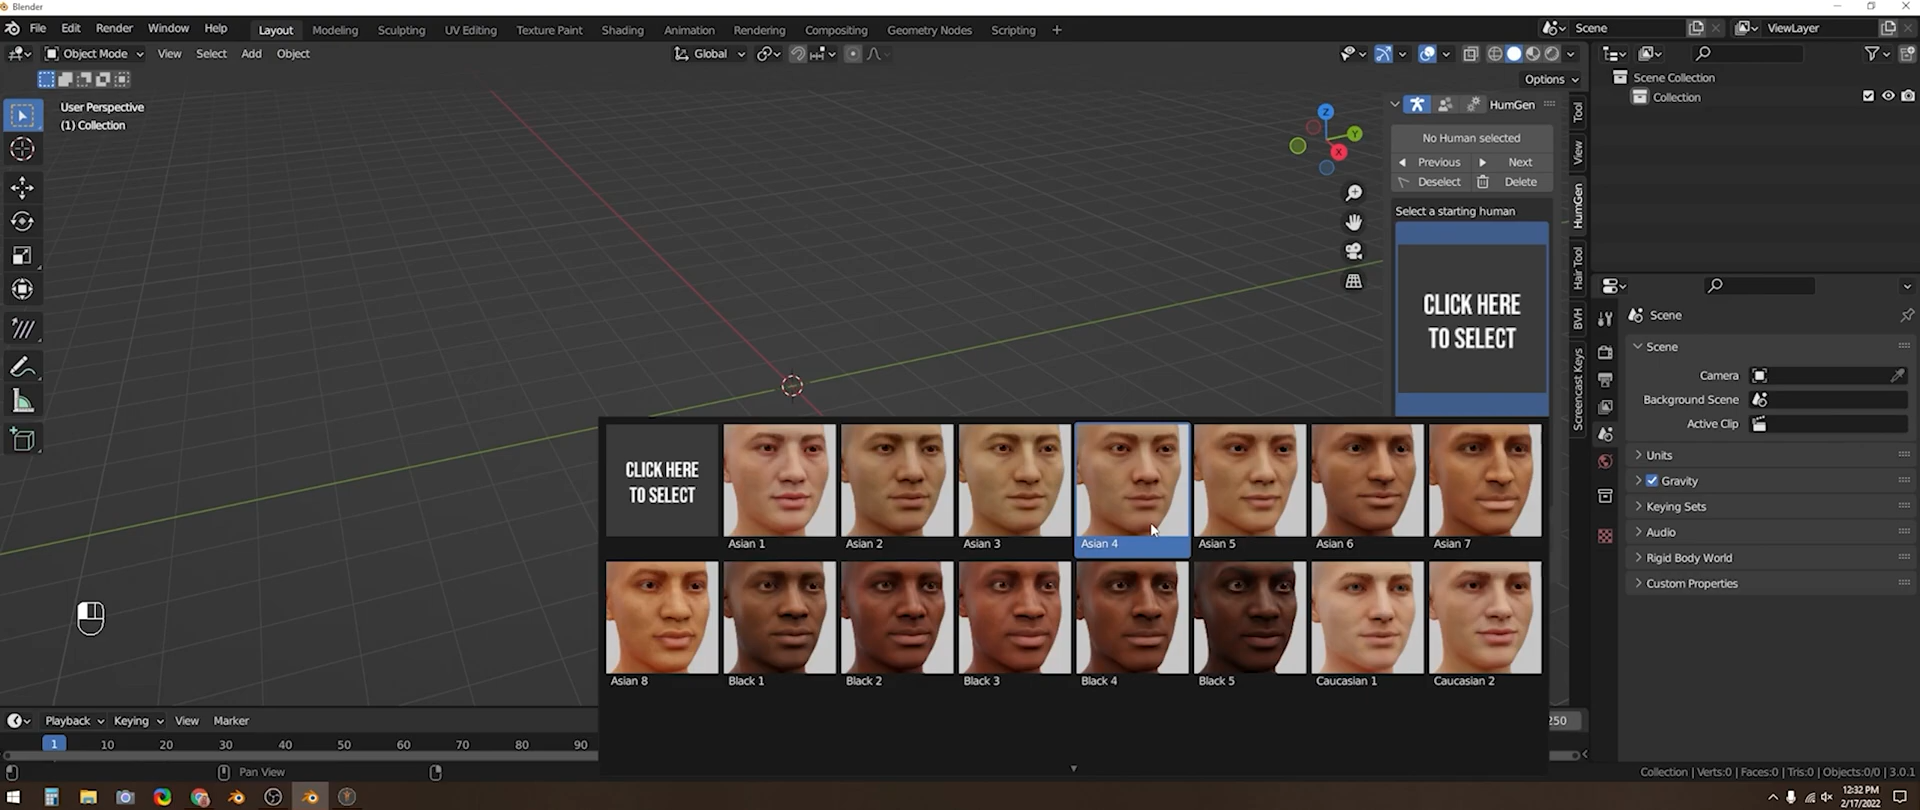 Blender
File Edit Render Window Help
Layout Modeling Sculpting UV Editing Texture Paint Shading Animation Rendering Compositing Geometry Nodes Scripting +
Scene
ViewLayer
Object Mode View Select Add Object
Global
Options
User Perspective
(1) Collection
Z
Y
X
HumGen
No Human selected
Previous Next
Deselect Delete
Select a starting human
CLICK HERE
TO SELECT
Tool
View
HumGen
Hair Tool
BVH
Screencast Keys
Scene Collection
Collection
Scene
Scene
Camera
Background Scene
Active Clip
Units
Gravity
Keying Sets
Audio
Rigid Body World
Custom Properties
CLICK HERE
TO SELECT
Asian 1
Asian 2
Asian 3
Asian 4
Asian 5
Asian 6
Asian 7
Asian 8
Black 1
Black 2
Black 3
Black 4
Black 5
Caucasian 1
Caucasian 2
Playback Keying View Marker
250
1 10 20 30 40 50 60 70 80 90
Pan View
Collection | Verts:0 | Faces:0 | Tris:0 | Objects:0/0 | 3.0.1
12:32 PM
2/17/2022